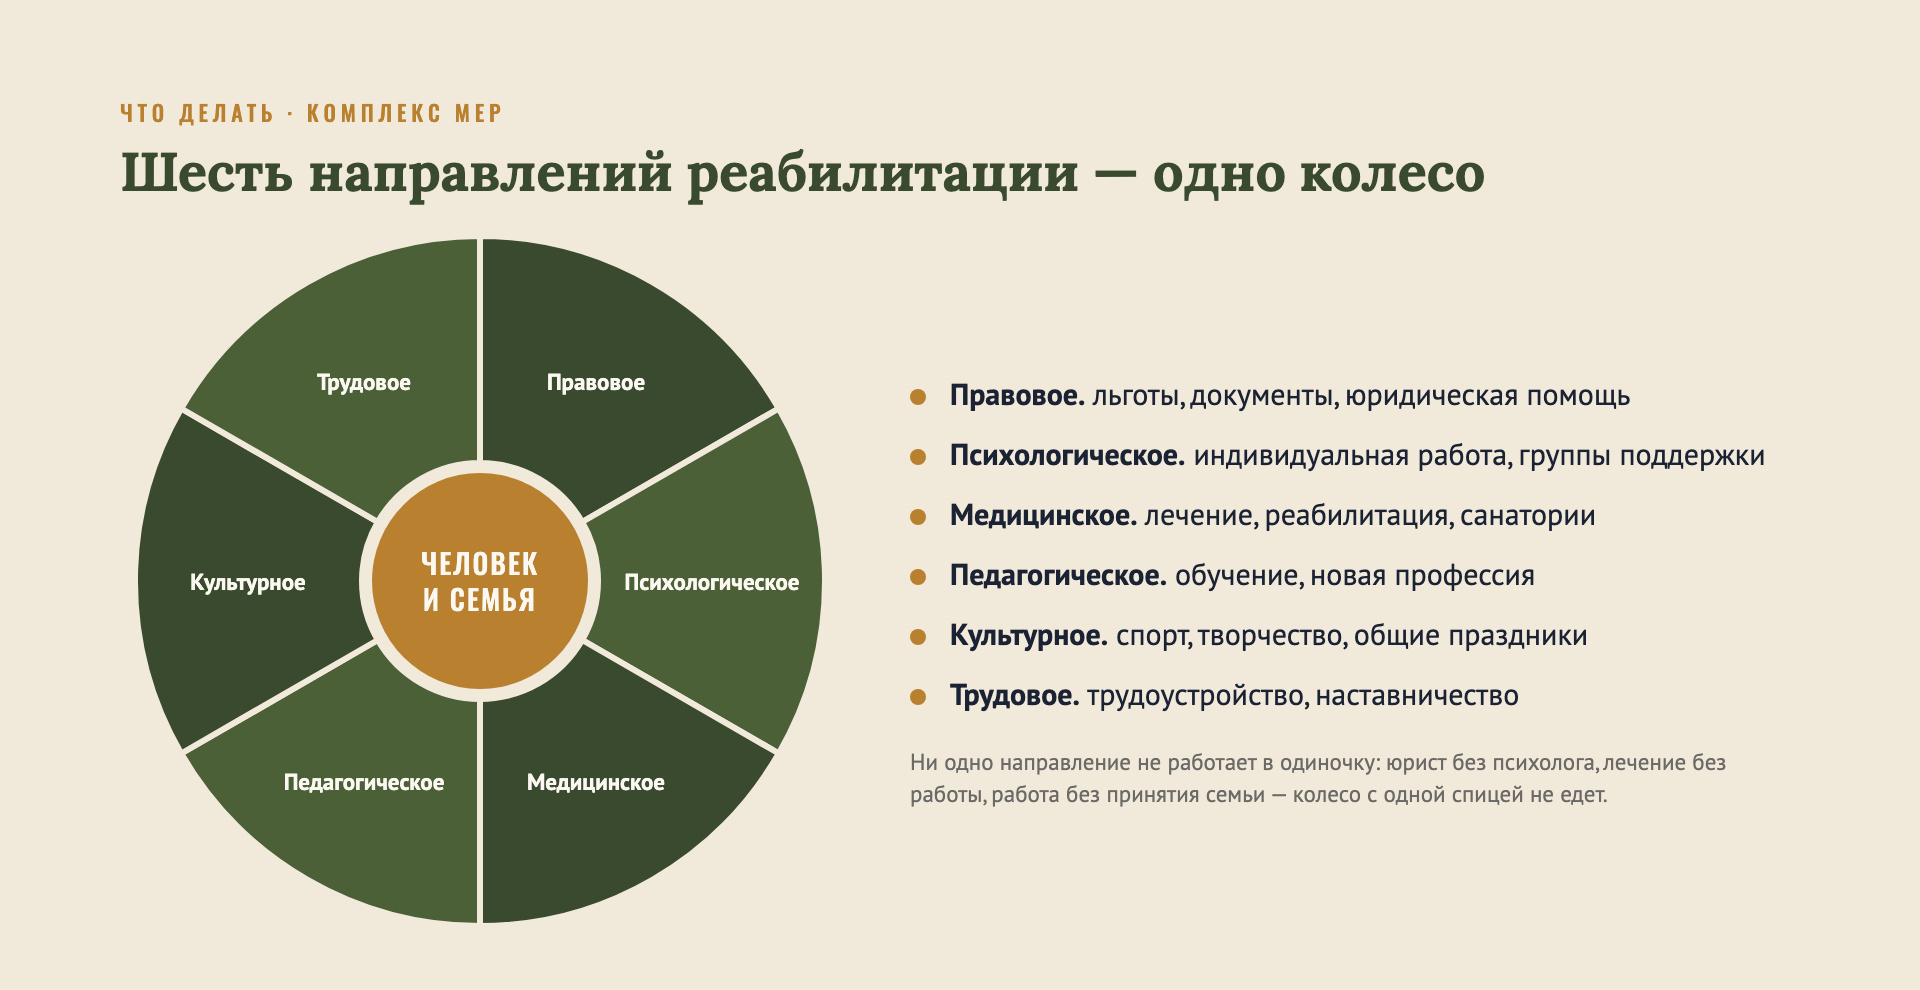 ЧТО ДЕЛАТЬ · КОМПЛЕКС МЕР
Шесть направлений реабилитации — одно колесо
Трудовое
Правовое
Культурное
ЧЕЛОВЕК
И СЕМЬЯ
Психологическое
Педагогическое
Медицинское
Правовое. льготы, документы, юридическая помощь
Психологическое. индивидуальная работа, группы поддержки
Медицинское. лечение, реабилитация, санатории
Педагогическое. обучение, новая профессия
Культурное. спорт, творчество, общие праздники
Трудовое. трудоустройство, наставничество
Ни одно направление не работает в одиночку: юрист без психолога, лечение без
работы, работа без принятия семьи — колесо с одной спицей не едет.